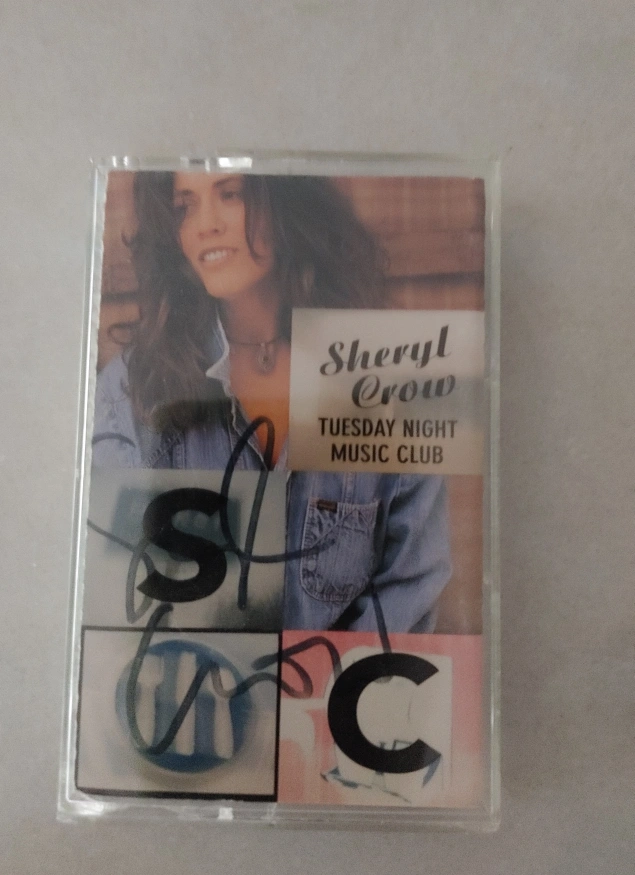 Sheryl
Crow
TUESDAY NIGHT
MUSIC CLUB
S
C